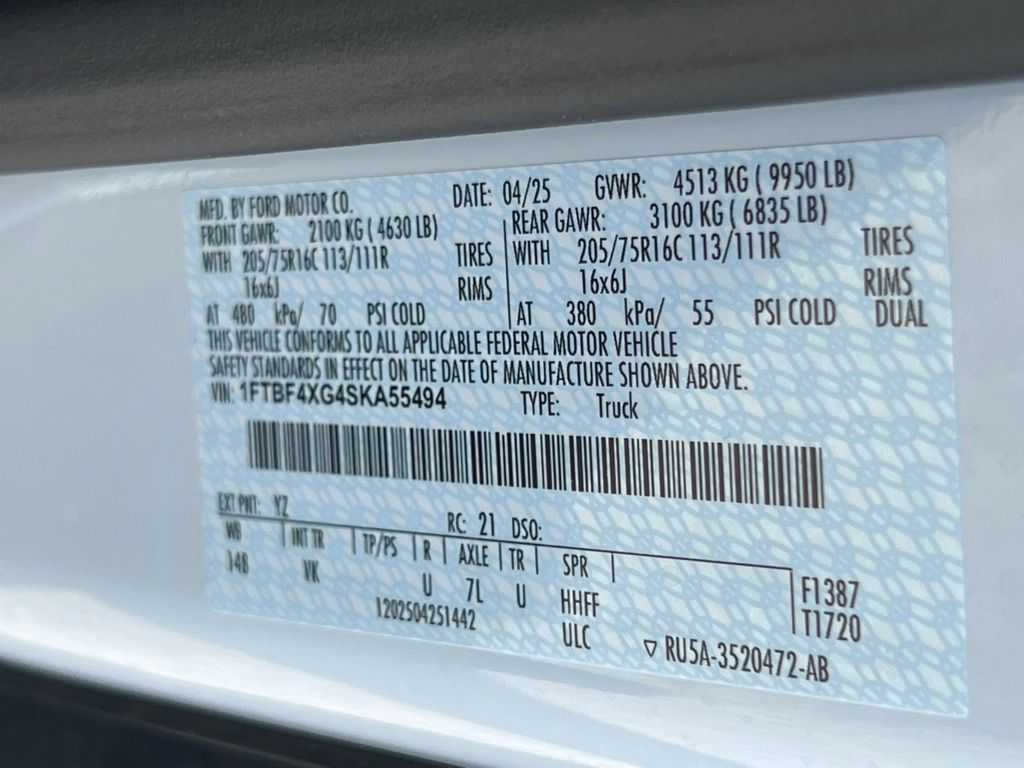 MFD. BY FORD MOTOR CO. DATE: 04/25 GVWR: 4513 KG ( 9950 LB)
FRONT GAWR: 2100 KG ( 4630 LB) REAR GAWR: 3100 KG ( 6835 LB)
WITH 205/75R16C 113/111R TIRES WITH 205/75R16C 113/111R TIRES
16x6J RIMS 16x6J RIMS
AT 480 kPa/ 70 PSI COLD AT 380 kPa/ 55 PSI COLD DUAL
THIS VEHICLE CONFORMS TO ALL APPLICABLE FEDERAL MOTOR VEHICLE
SAFETY STANDARDS IN EFFECT ON THE DATE OF MANUFACTURE SHOWN ABOVE.
VIN: 1FTBF4XG4SKA55494 TYPE: Truck
EXT PNT: YZ RC: 21 DSO:
WB INT TR TP/PS R AXLE TR SPR
148 VK U 7L U HHFF F1387
1202504251442 ULC T1720
RU5A-3520472-AB